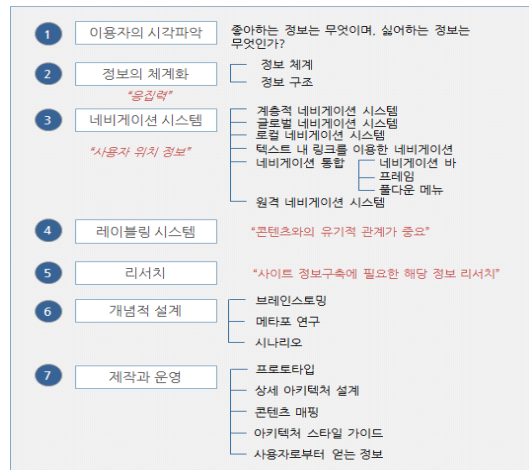 1 이용자의 시각파악 좋아하는 정보는 무엇이며, 싫어하는 정보는
무엇인가?
2 정보의 체계화 정보 체계
정보 구조
"응집력"
3 네비게이션 시스템 계층적 네비게이션 시스템
글로벌 네비게이션 시스템
로컬 네비게이션 시스템
텍스트 내 링크를 이용한 네비게이션
"사용자 위치 정보"
네비게이션 통합 네비게이션 바
프레임
풀다운 메뉴
원격 네비게이션 시스템
4 레이블링 시스템 "콘텐츠와의 유기적 관계가 중요"
5 리서치 "사이트 정보구축에 필요한 해당 정보 리서치"
6 개념적 설계 브레인스토밍
메타포 연구
시나리오
7 제작과 운영 프로토타입
상세 아키텍처 설계
콘텐츠 매핑
아키텍처 스타일 가이드
사용자로부터 얻는 정보